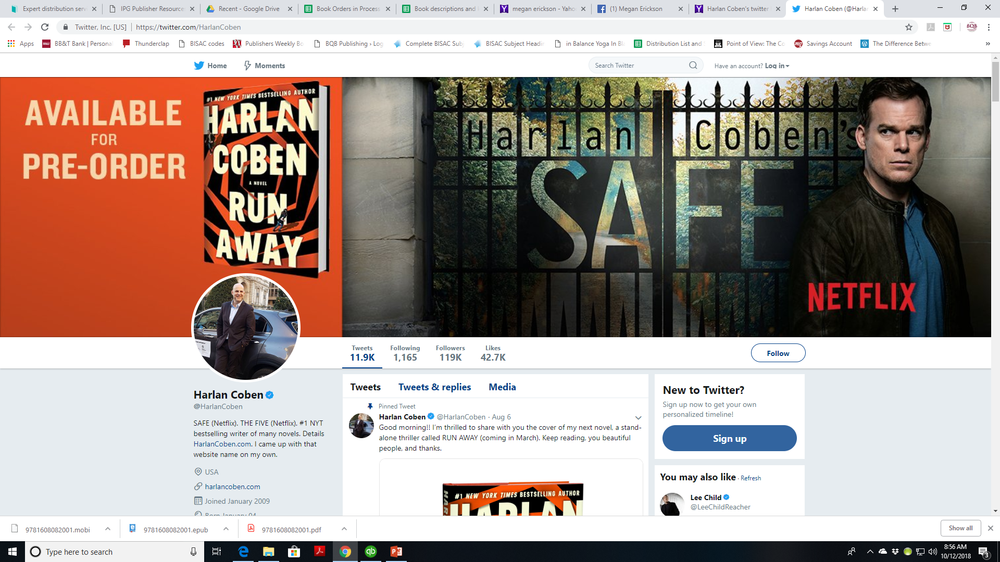 Expert distribution serv
IPG Publisher Resources
Recent - Google Drive
Book Orders in Process
Book descriptions and
megan erickson - Yaho
(1) Megan Erickson
Harlan Coben's twitter
Harlan Coben (@Harla
Twitter, Inc. [US] | https://twitter.com/HarlanCoben
BQB
Apps
BB&T Bank | Persona
Thunderclap
BISAC codes
Publishers Weekly Bo
BQB Publishing › Log
Complete BISAC Subj
BISAC Subject Headin
in Balance Yoga In Bl
Distribution List and
Point of View: The Co
Savings Account
The Difference Betwe
Home
Moments
Search Twitter
Have an account? Log in
AVAILABLE
FOR
PRE-ORDER
#1 NEW YORK TIMES BESTSELLING AUTHOR
HARLAN
COBEN
A NOVEL
RUN
AWAY
Harlan Coben's
SAFE
NETFLIX
Tweets
11.9K
Following
1,165
Followers
119K
Likes
42.7K
Follow
Harlan Coben
@HarlanCoben
SAFE (Netflix). THE FIVE (Netflix). #1 NYT
bestselling writer of many novels. Details
HarlanCoben.com. I came up with that
website name on my own.
USA
harlancoben.com
Joined January 2009
Born January 04
Tweets
Tweets & replies
Media
Pinned Tweet
Harlan Coben @HarlanCoben · Aug 6
Good morning!! I'm thrilled to share with you the cover of my next novel, a stand-
alone thriller called RUN AWAY (coming in March). Keep reading, you beautiful
people, and thanks.
#1 NEW YORK TIMES BESTSELLING AUTHOR
HARLAN
New to Twitter?
Sign up now to get your own
personalized timeline!
Sign up
You may also like · Refresh
Lee Child
@LeeChildReacher
9781608082001.mobi
9781608082001.epub
9781608082001.pdf
Show all
Type here to search
8:56 AM
10/12/2018
3